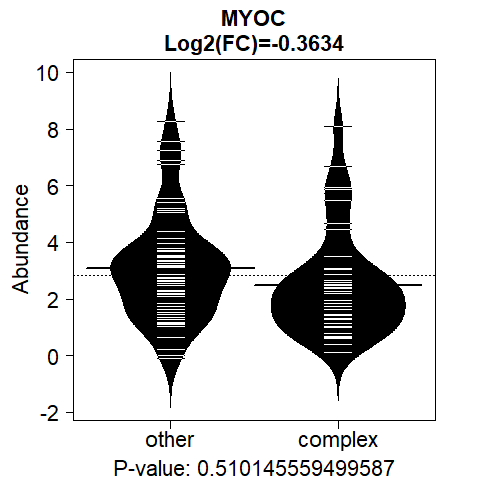 MYOC
Log2(FC)=-0.3634
Abundance
10
8
6
4
2
0
-2
other complex
P-value: 0.510145559499587